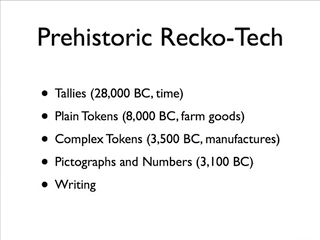 Prehistoric Recko-Tech
• Tallies (28,000 BC, time)
• Plain Tokens (8,000 BC, farm goods)
• Complex Tokens (3,500 BC, manufactures)
• Pictographs and Numbers (3,100 BC)
• Writing